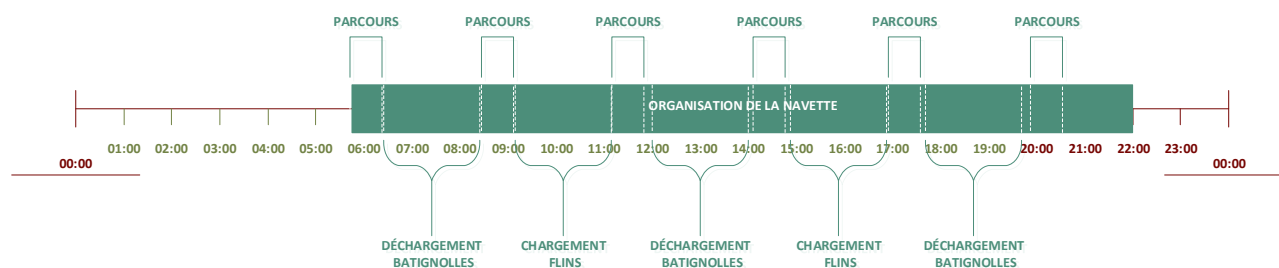 PARCOURS PARCOURS PARCOURS PARCOURS PARCOURS PARCOURS
ORGANISATION DE LA NAVETTE
01:00 02:00 03:00 04:00 05:00 06:00 07:00 08:00 09:00 10:00 11:00 12:00 13:00 14:00 15:00 16:00 17:00 18:00 19:00 20:00 21:00 22:00 23:00
00:00 00:00
DÉCHARGEMENT CHARGEMENT DÉCHARGEMENT CHARGEMENT DÉCHARGEMENT
BATIGNOLLES FLINS BATIGNOLLES FLINS BATIGNOLLES